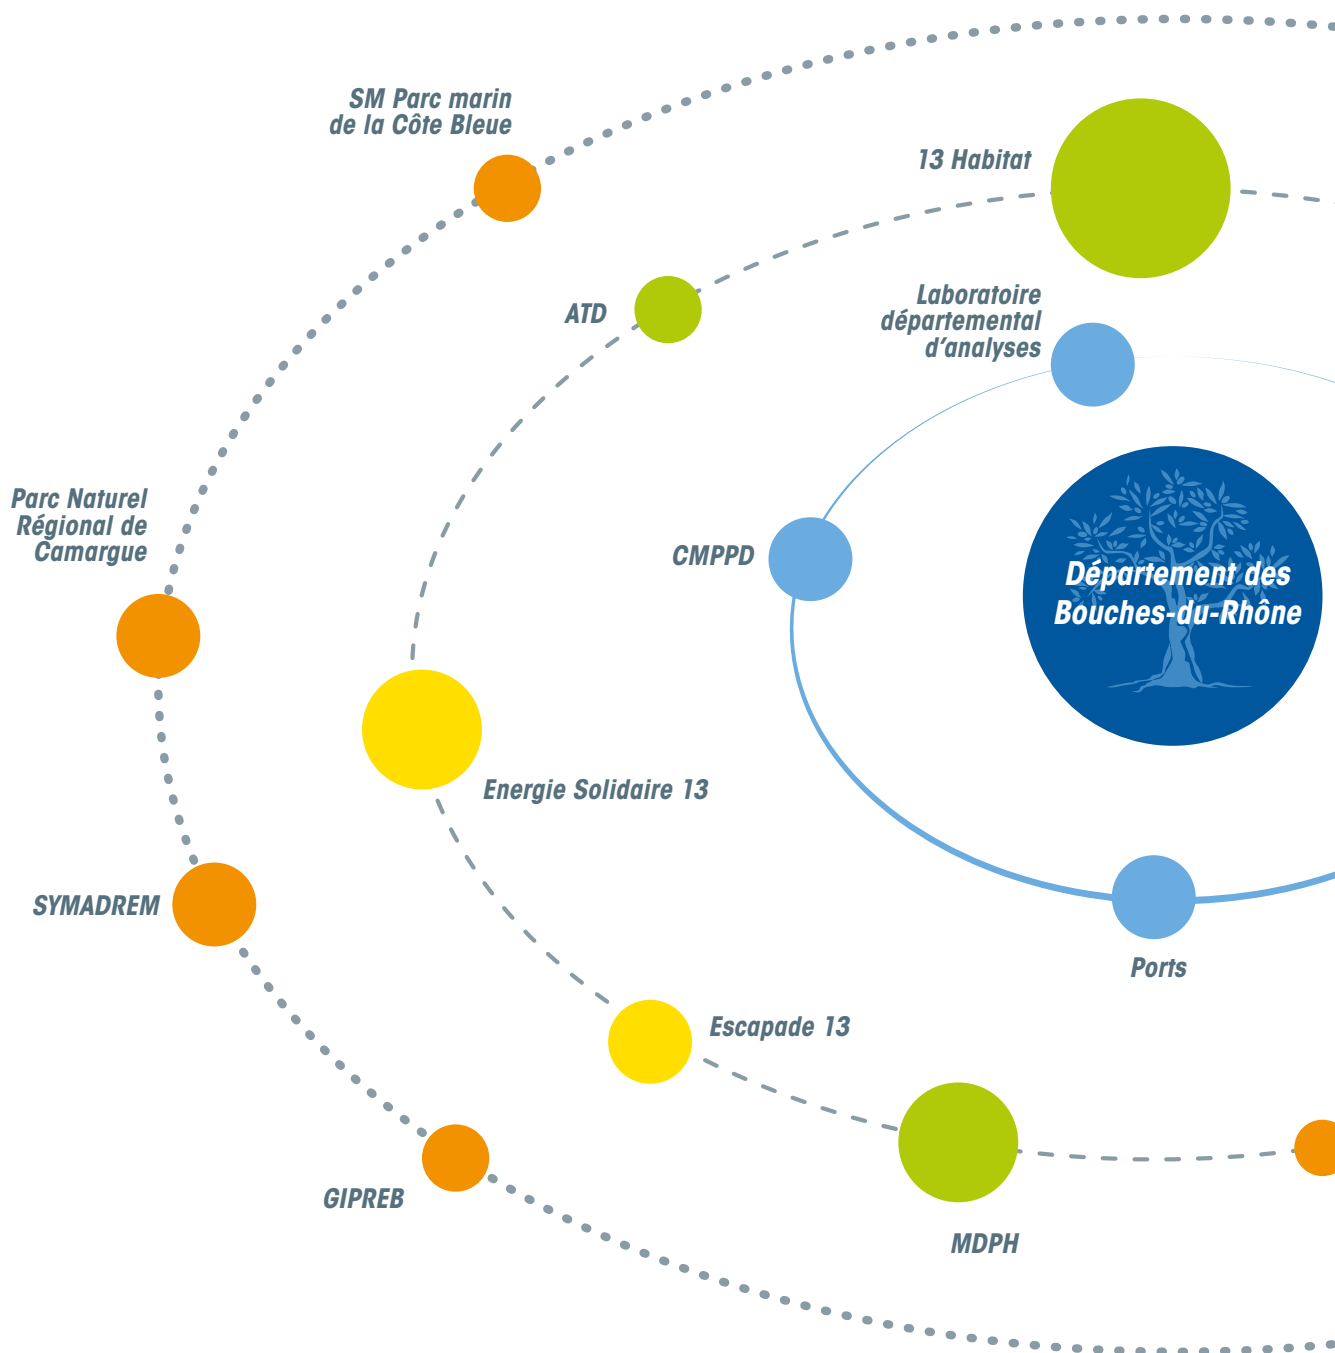 SM Parc marin
de la Côte Bleue
13 Habitat
Laboratoire
départemental
d'analyses
ATD
Parc Naturel
Régional de
Camargue
CMPPD
Département des
Bouches-du-Rhône
Energie Solidaire 13
SYMADREM
Ports
Escapade 13
GIPREB
MDPH